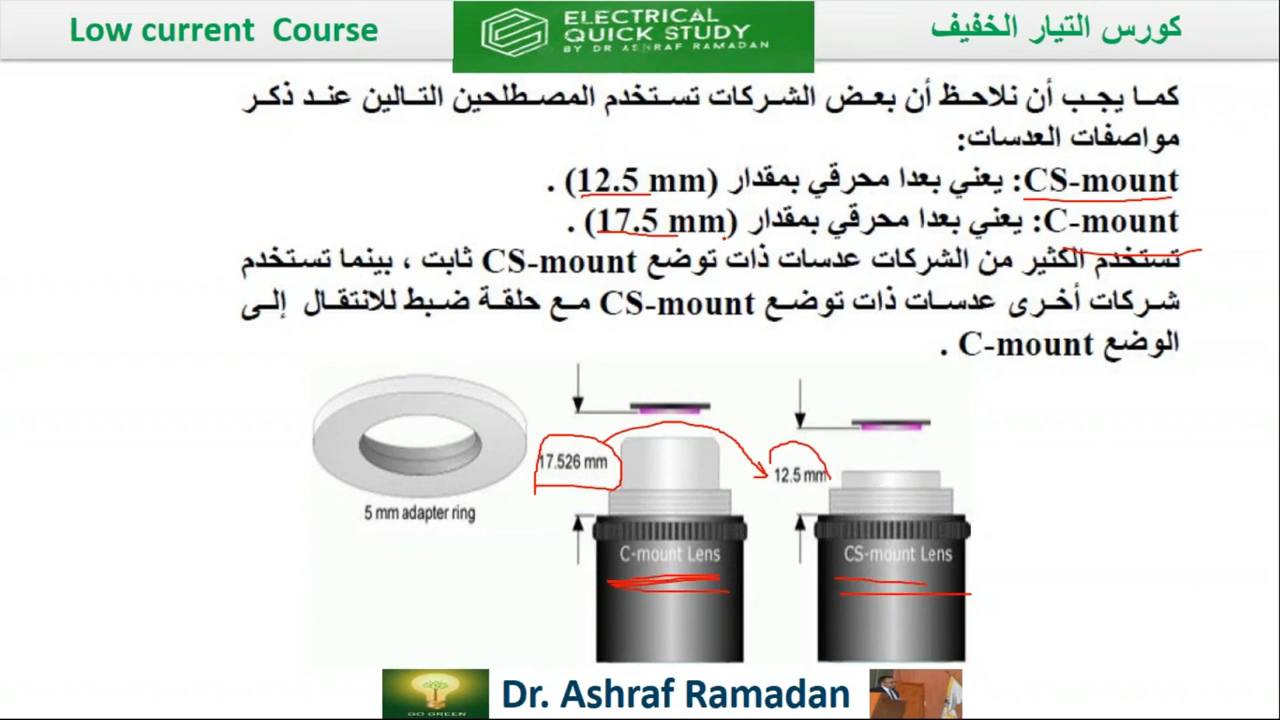 Low current Course
ELECTRICAL
QUICK STUDY
BY DR ASHRAF RAMADAN
كورس التيار الخفيف
كما يجب أن نلاحظ أن بعض الشركات تستخدم المصطلحين التالين عند ذكر
مواصفات العدسات:
CS-mount: يعني بعدا محرقي بمقدار (12.5 mm) .
C-mount: يعني بعدا محرقي بمقدار (17.5 mm) .
تستخدم الكثير من الشركات عدسات ذات توضع CS-mount ثابت ، بينما تستخدم
شركات أخرى عدسات ذات توضع CS-mount مع حلقة ضبط للانتقال إلى
الوضع C-mount .
5 mm adapter ring
17.526 mm
C-mount Lens
12.5 mm
CS-mount Lens
GO GREEN
Dr. Ashraf Ramadan